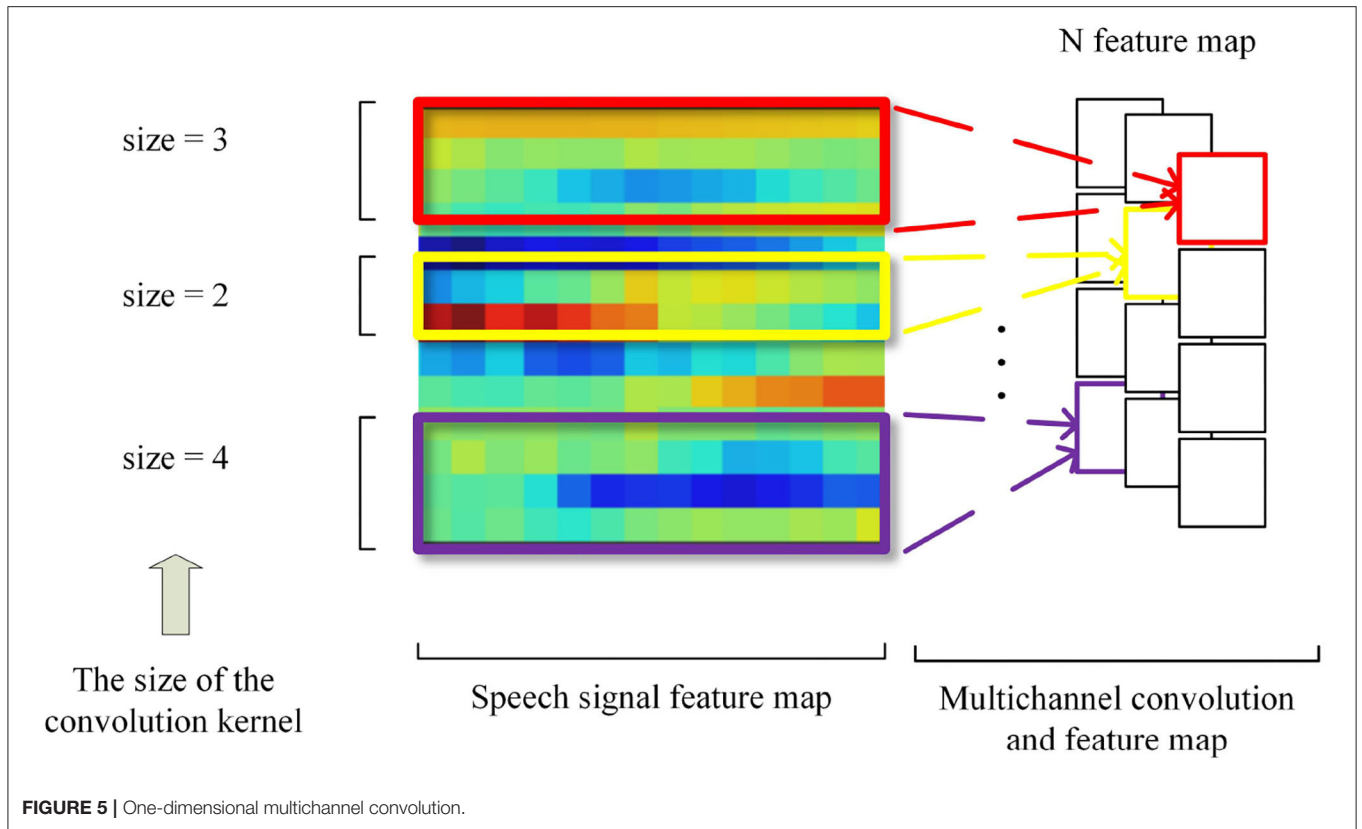 N feature map
size = 3
size = 2
size = 4
The size of the
convolution kernel
Speech signal feature map
Multichannel convolution
and feature map
FIGURE 5 | One-dimensional multichannel convolution.